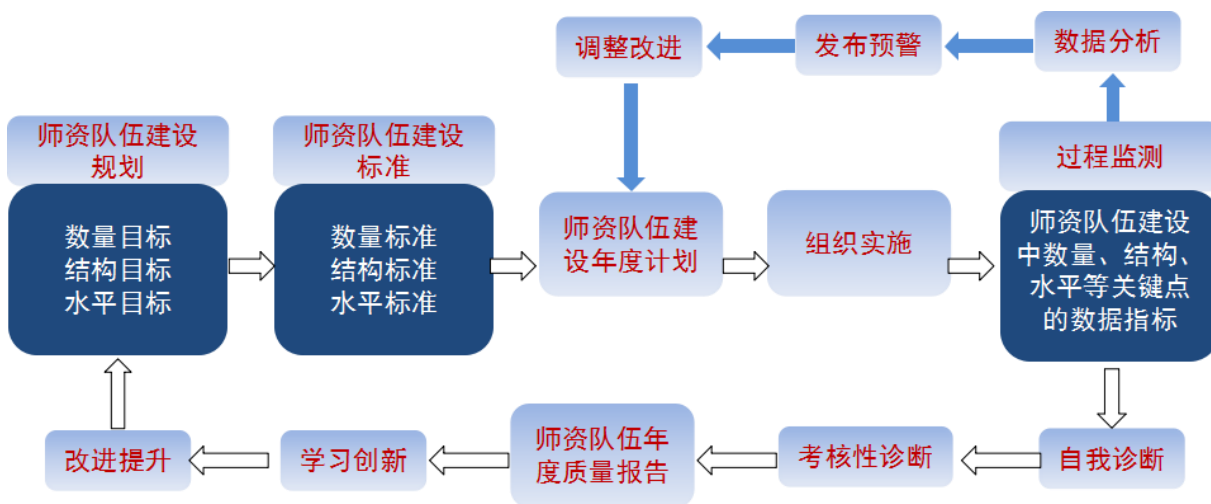 调整改进
发布预警
数据分析
师资队伍建设
规划
师资队伍建设
标准
过程监测
数量目标
结构目标
水平目标
数量标准
结构标准
水平标准
师资队伍建
设年度计划
组织实施
师资队伍建设
中数量、结构、
水平等关键点
的数据指标
改进提升
学习创新
师资队伍年
度质量报告
考核性诊断
自我诊断